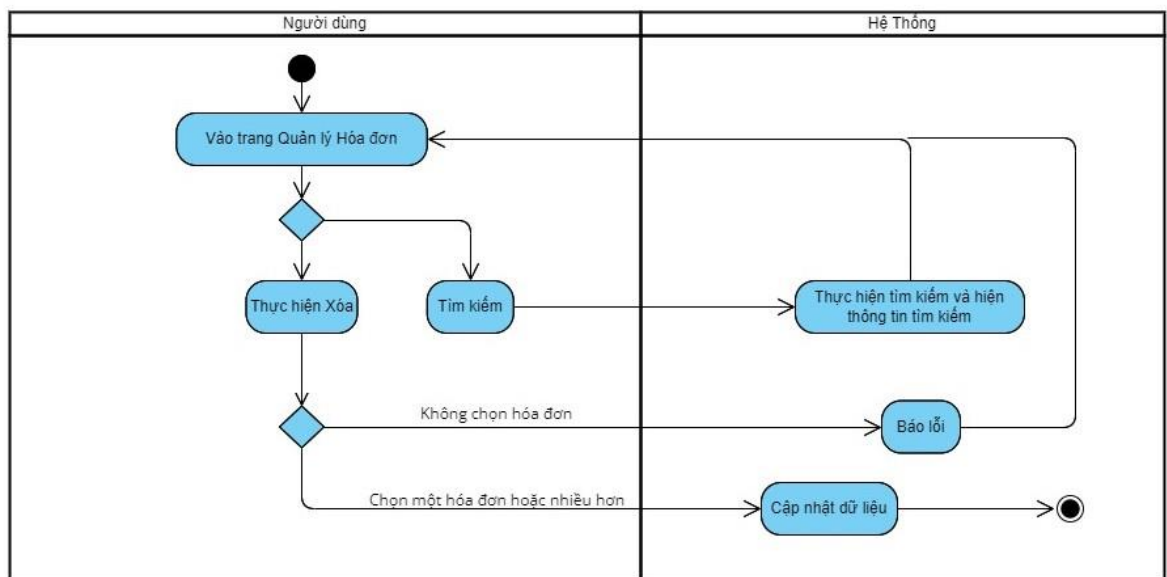 Người dùng
Hệ Thống
Vào trang Quản lý Hóa đơn
Thực hiện Xóa
Tìm kiếm
Thực hiện tìm kiếm và hiện
thông tin tìm kiếm
Không chọn hóa đơn
Báo lỗi
Chọn một hóa đơn hoặc nhiều hơn
Cập nhật dữ liệu